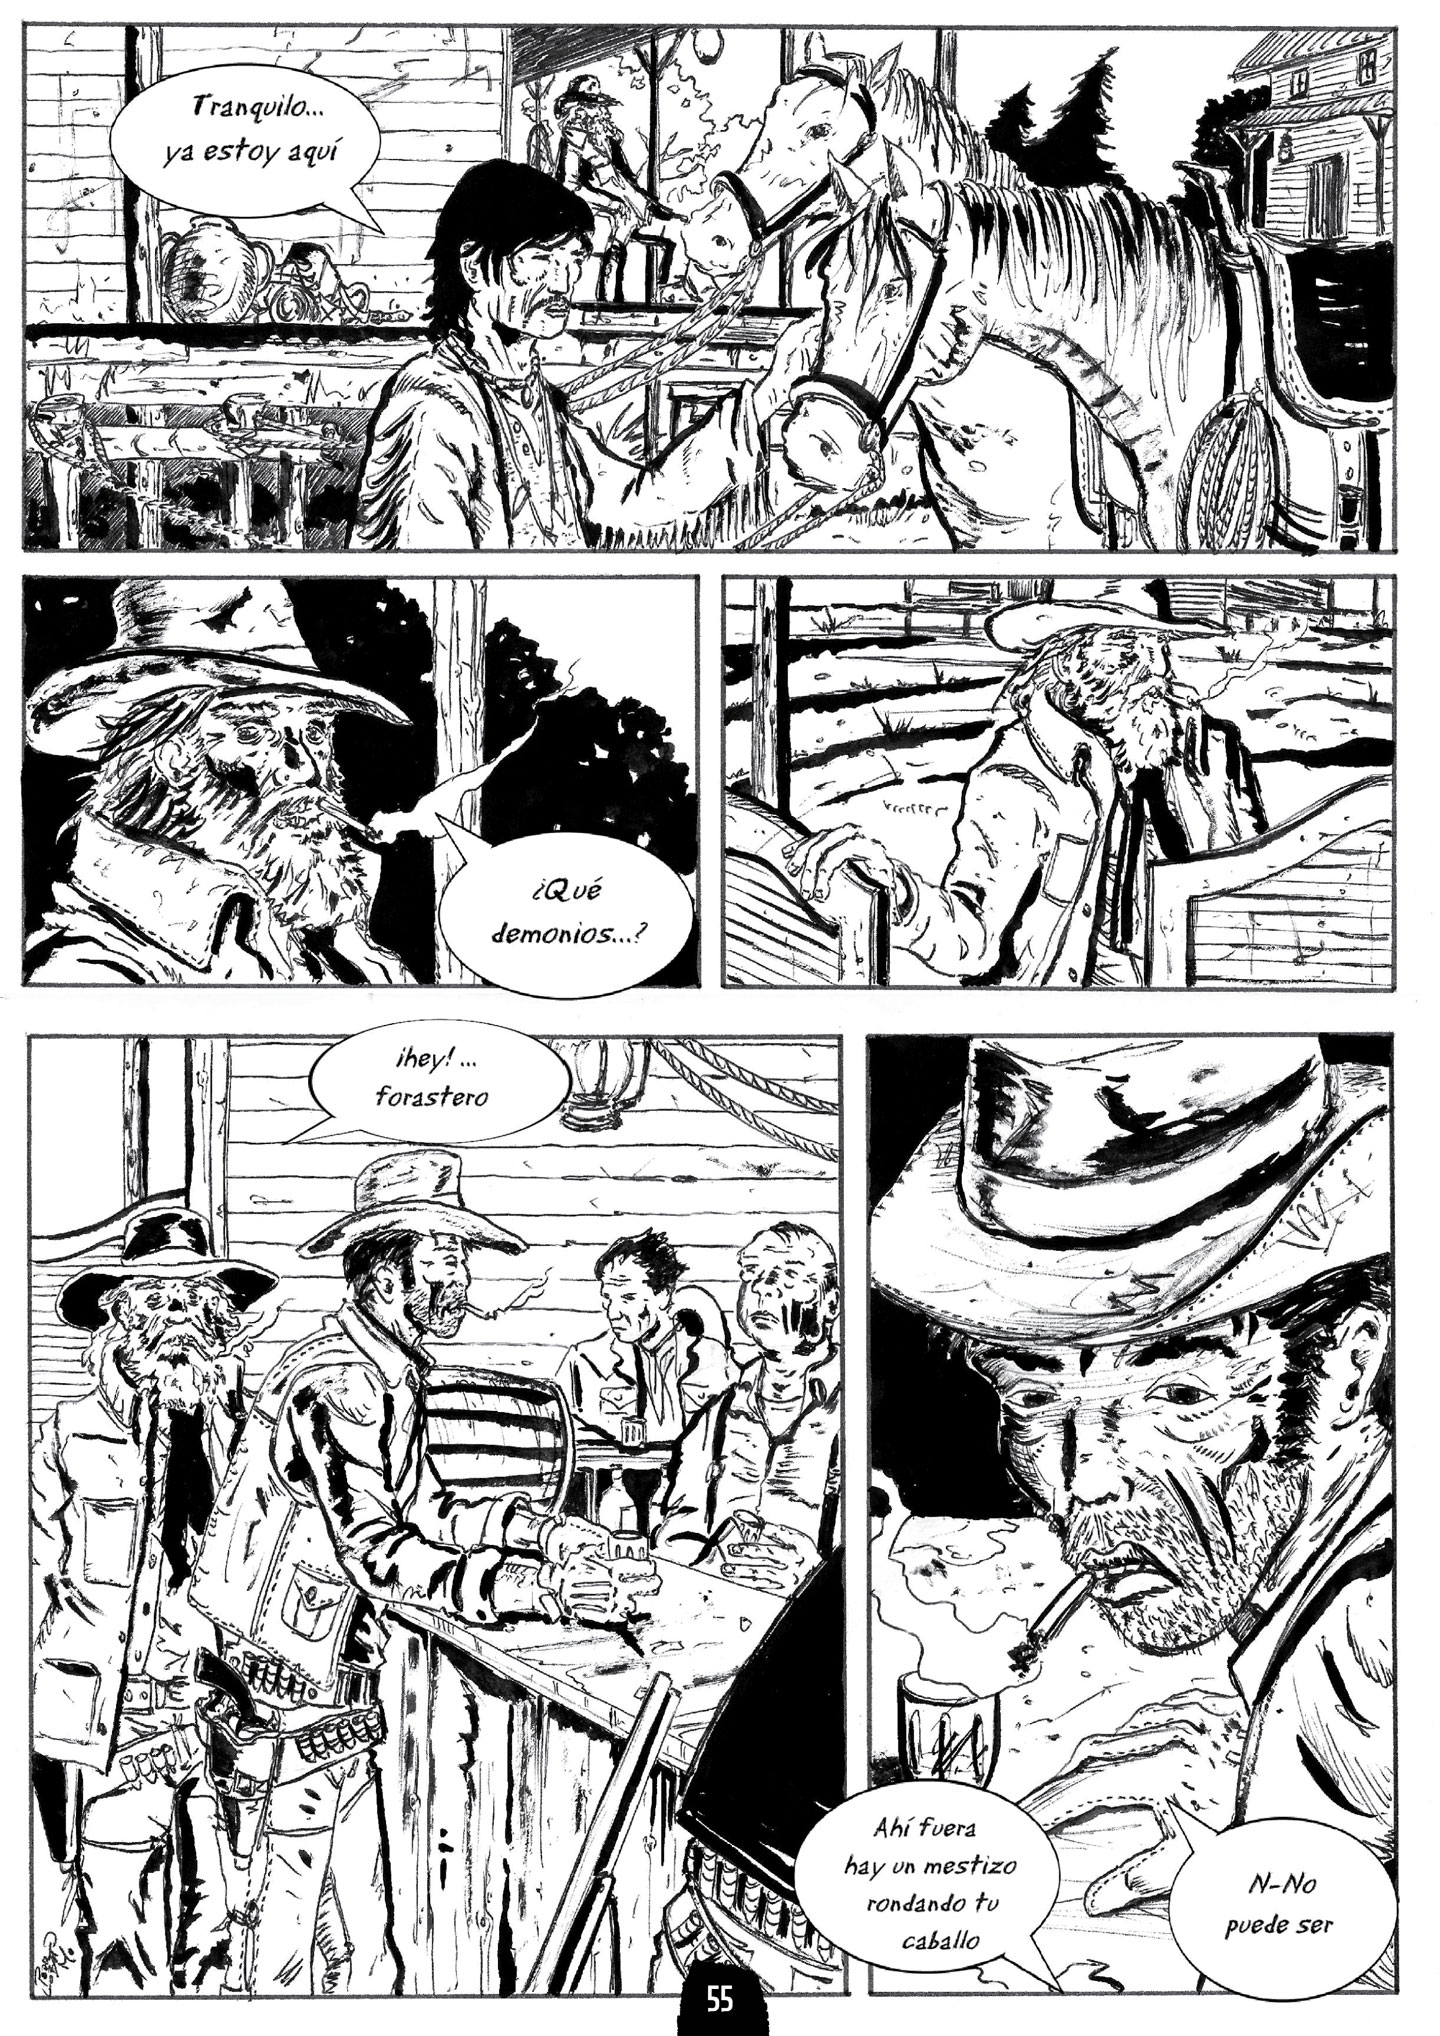 Tranquilo...
ya estoy aquí
¿Qué
demonios...?
¡hey! ...
forastero
Ahí fuera
hay un mestizo
rondando tu
caballo
N-No
puede ser
55